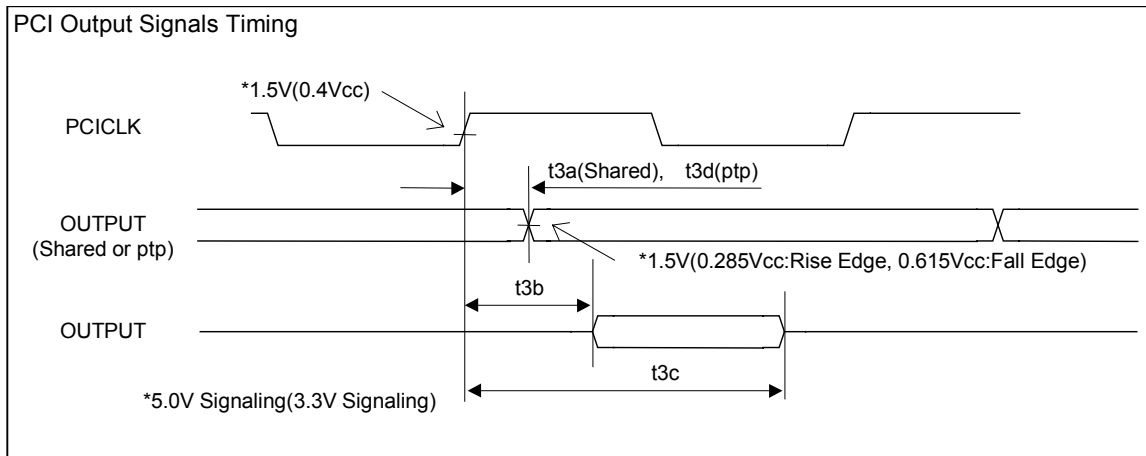 PCI Output Signals Timing
*1.5V(0.4Vcc)
PCICLK
t3a(Shared), t3d(ptp)
OUTPUT
(Shared or ptp)
*1.5V(0.285Vcc:Rise Edge, 0.615Vcc:Fall Edge)
t3b
OUTPUT
t3c
*5.0V Signaling(3.3V Signaling)